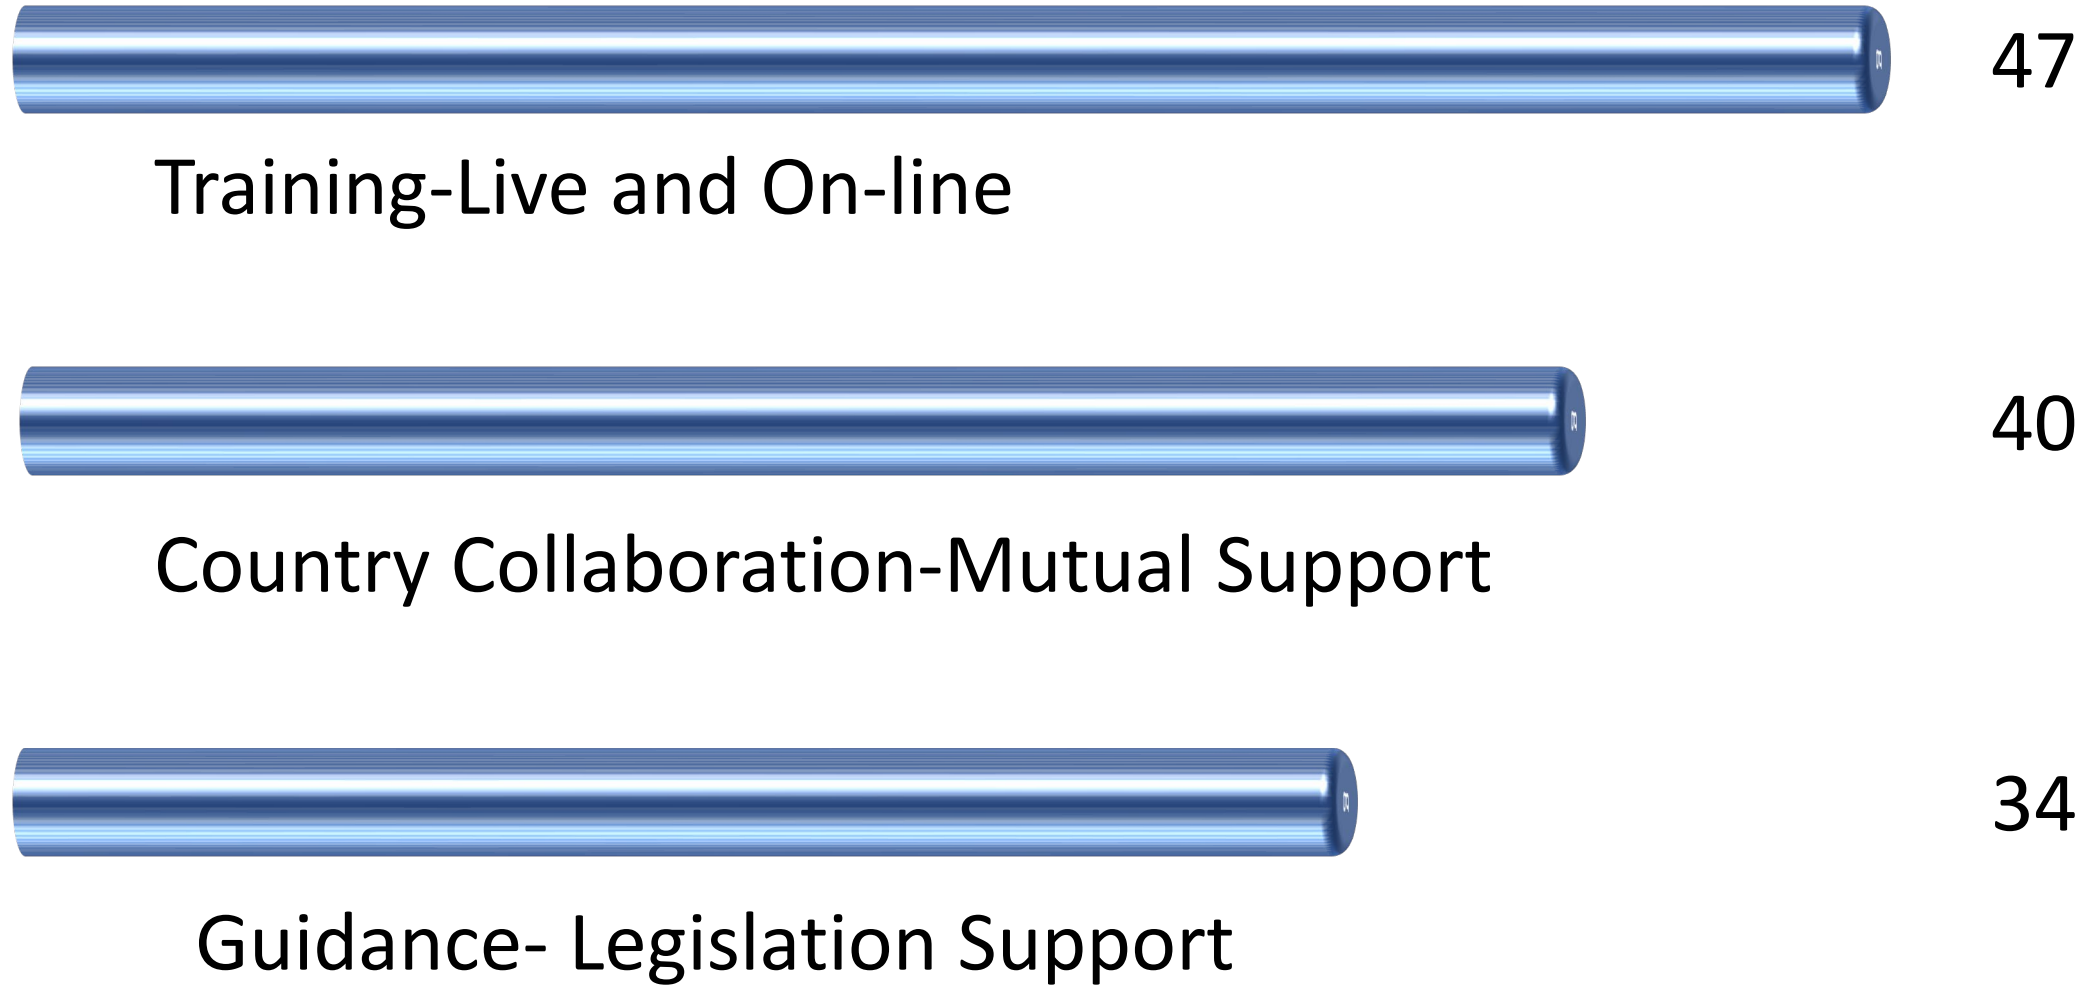 47
Training-Live and On-line
40
Country Collaboration-Mutual Support
34
Guidance- Legislation Support